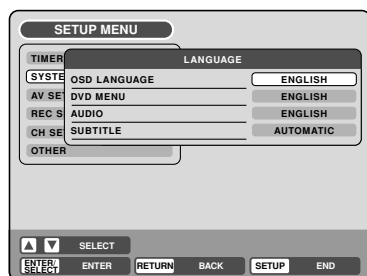 SETUP MENU
TIMER
LANGUAGE
SYSTE
OSD LANGUAGE ENGLISH
AV SET
DVD MENU ENGLISH
REC S
AUDIO ENGLISH
CH SE
SUBTITLE AUTOMATIC
OTHER
SELECT
ENTER/
SELECT ENTER RETURN BACK SETUP END